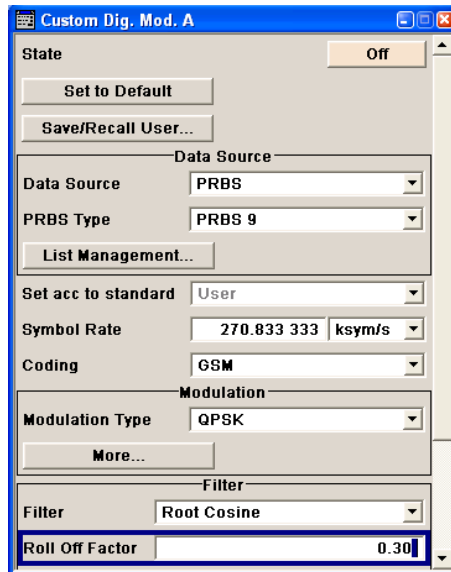 Custom Dig. Mod. A
State Off
Set to Default
Save/Recall User...
Data Source
Data Source PRBS
PRBS Type PRBS 9
List Management...
Set acc to standard User
Symbol Rate 270.833 333 ksym/s
Coding GSM
Modulation
Modulation Type QPSK
More...
Filter
Filter Root Cosine
Roll Off Factor 0.30